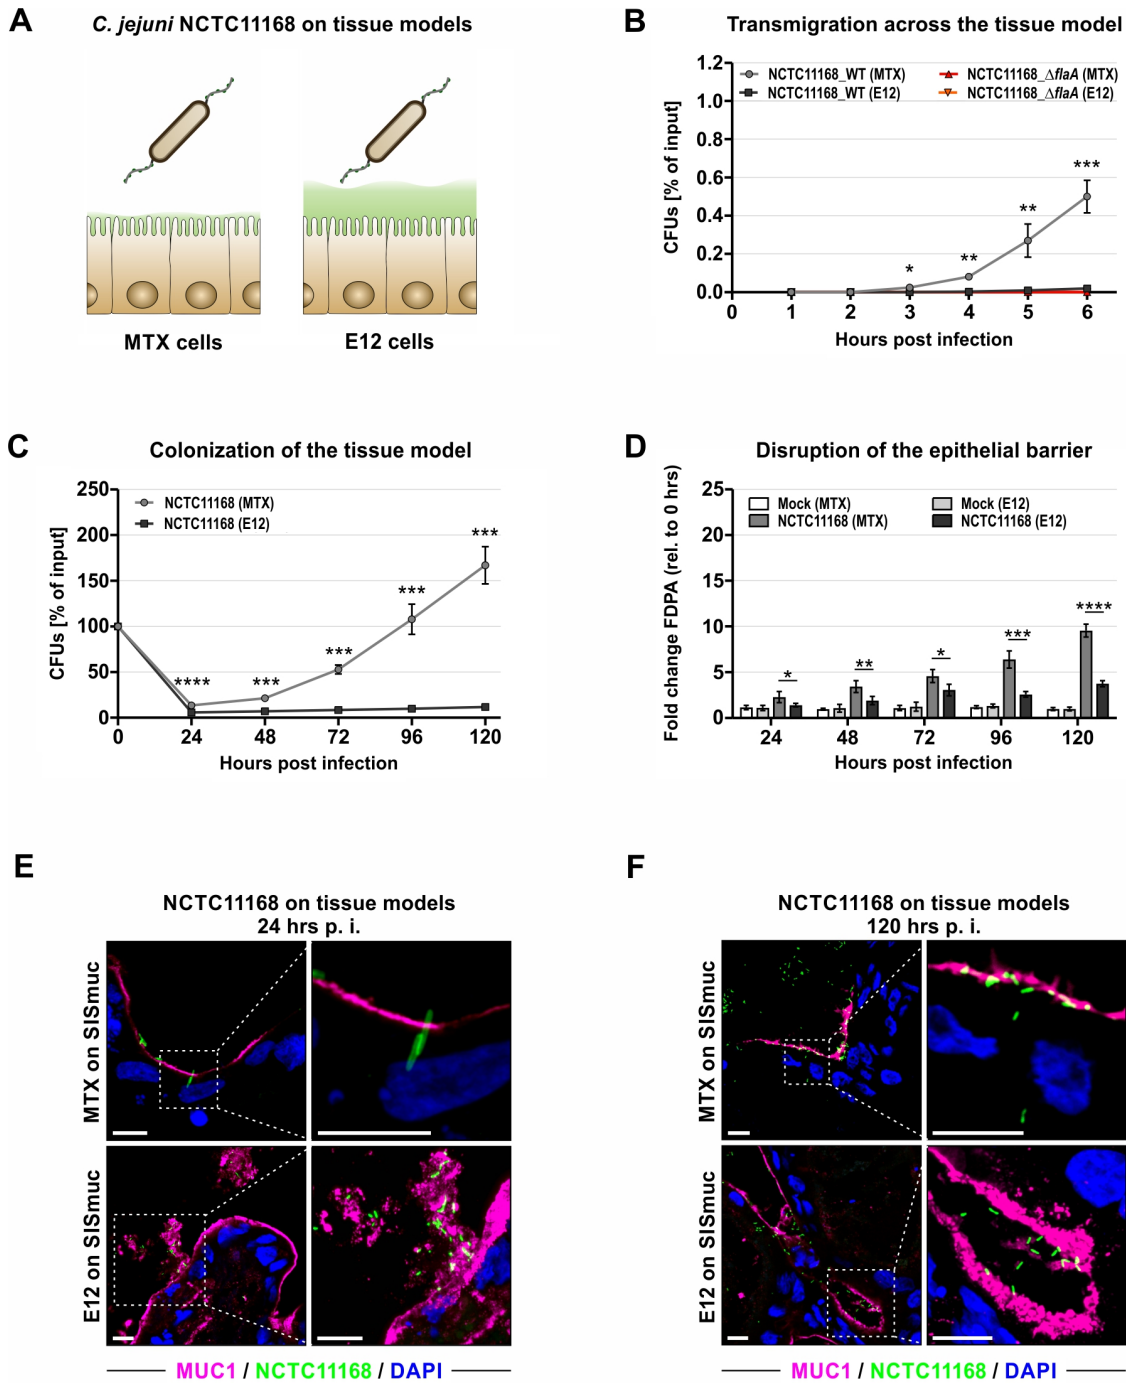 A
C. jejuni NCTC11168 on tissue models
MTX cells
E12 cells
B
Transmigration across the tissue model
CFUs [% of input]
1.2
1.0
0.8
0.6
0.4
0.2
0.0
NCTC11168_WT (MTX)
NCTC11168_WT (E12)
NCTC11168_ΔflaA (MTX)
NCTC11168_ΔflaA (E12)
*
**
**
***
0 1 2 3 4 5 6
Hours post infection
C
Colonization of the tissue model
CFUs [% of input]
250
200
150
100
50
0
NCTC11168 (MTX)
NCTC11168 (E12)
****
***
***
***
***
0 24 48 72 96 120
Hours post infection
D
Disruption of the epithelial barrier
Fold change FDPA (rel. to 0 hrs)
25
20
15
10
5
0
Mock (MTX)
NCTC11168 (MTX)
Mock (E12)
NCTC11168 (E12)
*
**
*
***
****
24 48 72 96 120
Hours post infection
E
NCTC11168 on tissue models
24 hrs p. i.
MTX on SISmuc
E12 on SISmuc
MUC1 / NCTC11168 / DAPI
F
NCTC11168 on tissue models
120 hrs p. i.
MTX on SISmuc
E12 on SISmuc
MUC1 / NCTC11168 / DAPI